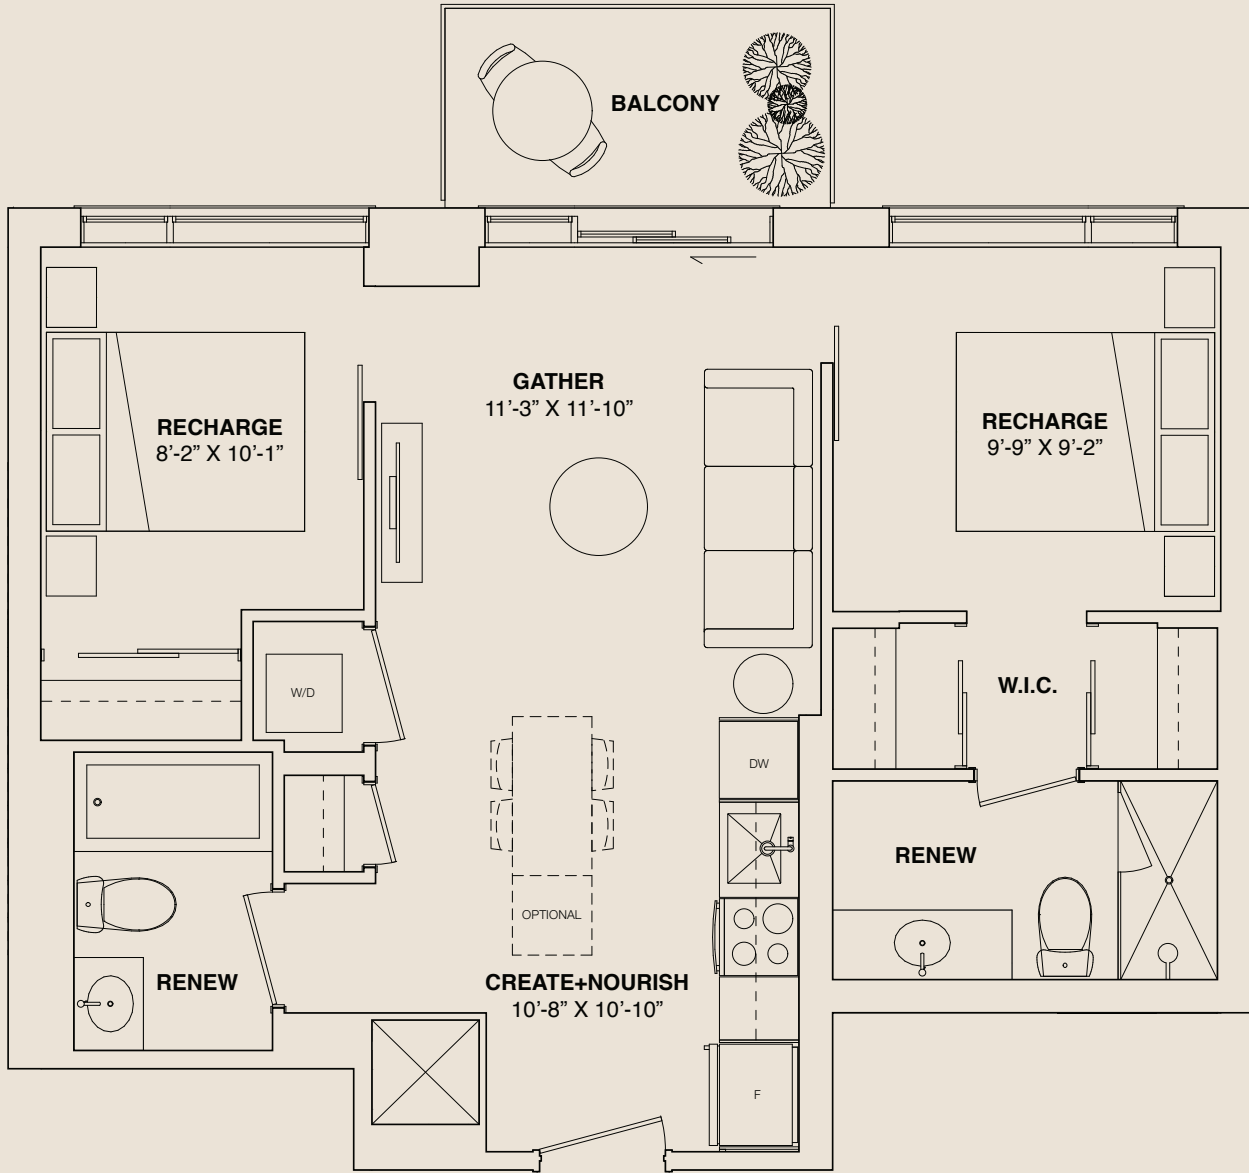 BALCONY
GATHER
11’-3” X 11’-10”
RECHARGE
8’-2” X 10’-1”
RECHARGE
9’-9” X 9’-2”
W/D
W.I.C.
DW
RENEW
OPTIONAL
RENEW
CREATE+NOURISH
10’-8” X 10’-10”
F